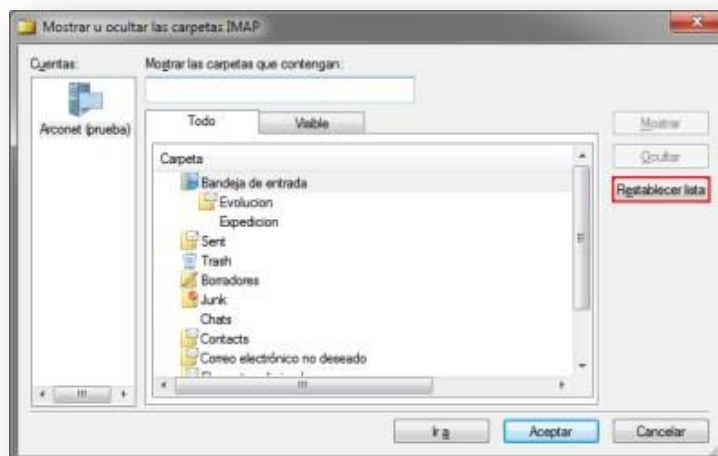 Mostrar u ocultar las carpetas IMAP
Cuentas:
Mostrar las carpetas que contengan:
Arconet (prueba)
Todo
Visible
Mostrar
Ocultar
Restablecer lista
Carpeta
Bandeja de entrada
Evolucion
Expedicion
Sent
Trash
Borradores
Junk
Chats
Contacts
Correo electrónico no deseado
Ir a
Aceptar
Cancelar